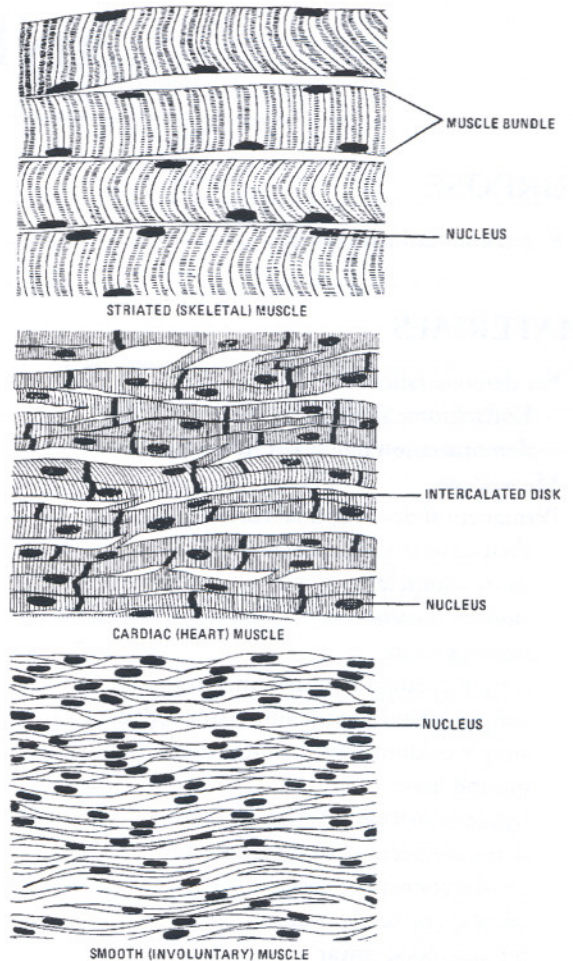 MUSCLE BUNDLE
NUCLEUS
STRIATED (SKELETAL) MUSCLE
INTERCALATED DISK
NUCLEUS
CARDIAC (HEART) MUSCLE
NUCLEUS
SMOOTH (INVOLUNTARY) MUSCLE